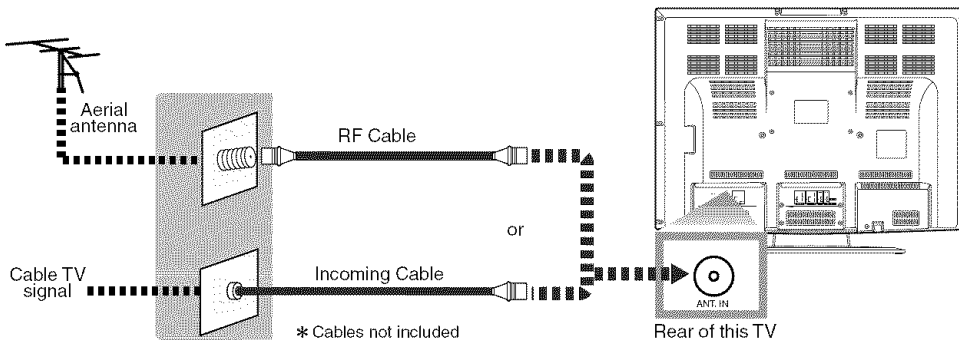 Aerial
antenna
RF Cable
or
Cable TV
signal
Incoming Cable
* Cables not included
ANT. IN
Rear of this TV